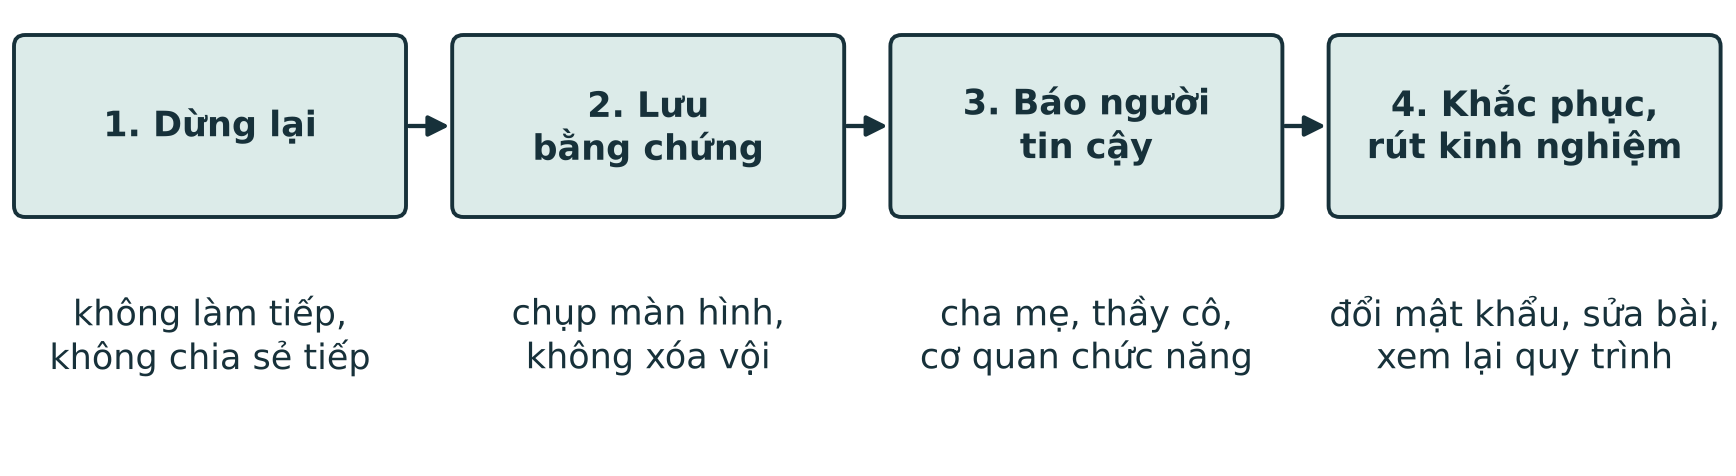 1. Dừng lại
2. Lưu
bằng chứng
3. Báo người
tin cậy
4. Khắc phục,
rút kinh nghiệm
không làm tiếp,
không chia sẻ tiếp
chụp màn hình,
không xóa vội
cha mẹ, thầy cô,
cơ quan chức năng
đổi mật khẩu, sửa bài,
xem lại quy trình